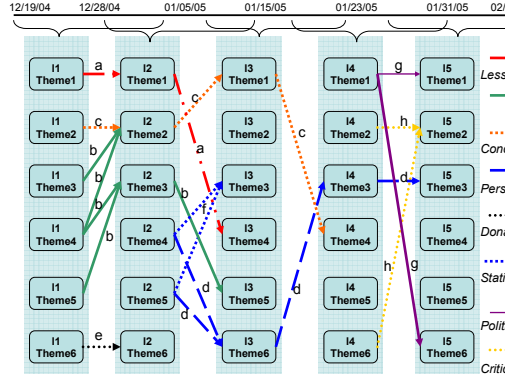 12/19/04 12/28/04 01/05/05 01/15/05 01/23/05 01/31/05 02/
I1 Theme1 a I2 Theme1 I3 Theme1 I4 Theme1 g I5 Theme1
Less
c
I1 Theme2 c I2 Theme2 I3 Theme2 c I4 Theme2 h I5 Theme2
Conc
b a
I1 Theme3 b I2 Theme3 f b I3 Theme3 I4 Theme3 d I5 Theme3
Pers
b
I1 Theme4 b I2 Theme4 I3 Theme4 I4 Theme4 I5 Theme4
Dona
h g
I1 Theme5 I2 Theme5 d d I3 Theme5 d I4 Theme5 I5 Theme5
Stati
Polit
I1 Theme6 e I2 Theme6 I3 Theme6 I4 Theme6 I5 Theme6
Critic